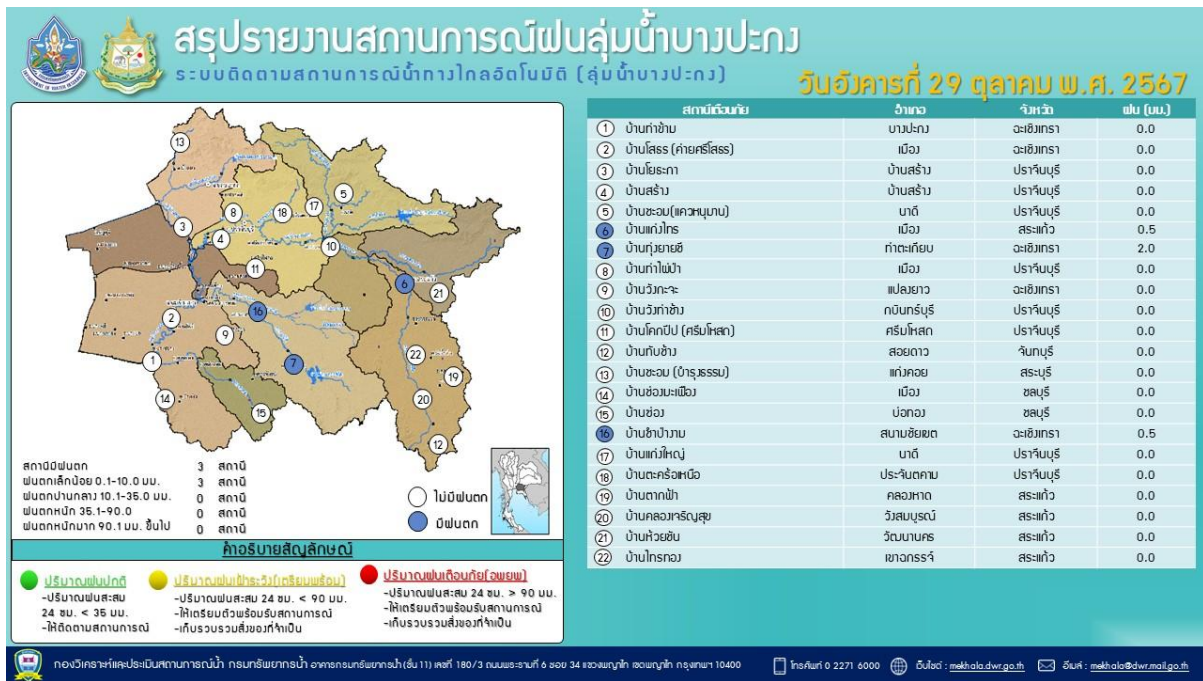 สรุปรายงานสถานการณ์ฝนลุ่มน้ำบางปะกง
ระบบติดตามสถานการณ์น้ำทางไกลอัตโนมัติ (ลุ่มน้ำบางปะกง)
วันอังคารที่ 29 ตุลาคม พ.ศ. 2567
สถานีเตือนภัย อำเภอ จังหวัด ฝน (มม.)
1 บ้านท่าข้าม บางปะกง ฉะเชิงเทรา 0.0
2 บ้านโสธร (ค่ายศรีโสธร) เมือง ฉะเชิงเทรา 0.0
3 บ้านโยธะกา บ้านสร้าง ปราจีนบุรี 0.0
4 บ้านสร้าง บ้านสร้าง ปราจีนบุรี 0.0
5 บ้านซะอม(แควหนุมาน) นาดี ปราจีนบุรี 0.0
6 บ้านแก่งไทร เมือง สระแก้ว 0.5
7 บ้านทุ่งยายชี ท่าตะเกียบ ฉะเชิงเทรา 2.0
8 บ้านท่าไผ่ป่า เมือง ปราจีนบุรี 0.0
9 บ้านวังกะจะ แปลงยาว ฉะเชิงเทรา 0.0
10 บ้านวังท่าช้าง กบินทร์บุรี ปราจีนบุรี 0.0
11 บ้านโคกปีป (ศรีมโหสถ) ศรีมโหสถ ปราจีนบุรี 0.0
12 บ้านทับช้าง สอยดาว จันทบุรี 0.0
13 บ้านซะอม (บำรุงธรรม) แก่งคอย สระบุรี 0.0
14 บ้านช่องมะเฟือง เมือง ชลบุรี 0.0
15 บ้านช่อง บ่อทอง ชลบุรี 0.0
16 บ้านชำป่างาม สนามชัยเขต ฉะเชิงเทรา 0.5
17 บ้านแก่งใหญ่ นาดี ปราจีนบุรี 0.0
18 บ้านตะคร้อเหนือ ประจันตคาม ปราจีนบุรี 0.0
19 บ้านตากฟ้า คลองหาด สระแก้ว 0.0
20 บ้านคลองเจริญสุข วังสมบูรณ์ สระแก้ว 0.0
21 บ้านห้วยชัน วัฒนานคร สระแก้ว 0.0
22 บ้านไทรทอง เขาฉกรรจ์ สระแก้ว 0.0
13
5
8
18
17
3
4
10
11
6
21
2
16
9
22
1
7
19
14
15
20
12
สถานีมีฝนตก 3 สถานี
ฝนตกเล็กน้อย 0.1-10.0 มม. 3 สถานี
ฝนตกปานกลาง 10.1-35.0 มม. 0 สถานี
ฝนตกหนัก 35.1-90.0 0 สถานี
ฝนตกหนักมาก 90.1 มม. ขึ้นไป 0 สถานี
ไม่มีฝนตก
มีฝนตก
คำอธิบายสัญลักษณ์
ปริมาณฝนปกติ
-ปริมาณฝนสะสม
24 ชม. < 35 มม.
-ให้ติดตามสถานการณ์
ปริมาณฝนเฝ้าระวัง(เตรียมพร้อม)
-ปริมาณฝนสะสม 24 ชม. < 90 มม.
-ให้เตรียมตัวพร้อมรับสถานการณ์
-เก็บรวบรวมสิ่งของที่จำเป็น
ปริมาณฝนเตือนภัย(อพยพ)
-ปริมาณฝนสะสม 24 ชม. > 90 มม.
-ให้เตรียมตัวพร้อมรับสถานการณ์
-เก็บรวบรวมสิ่งของที่จำเป็น
กองวิเคราะห์และประเมินสถานการณ์น้ำ กรมทรัพยากรน้ำ อาคารกรมทรัพยากรน้ำ (ชั้น 11) เลขที่ 180/3 ถนนพระรามที่ 6 ซอย 34 แขวงพญาไท เขตพญาไท กรุงเทพฯ 10400 โทรศัพท์ 0 2271 6000 เว็บไซต์ : mekhala.dwr.go.th อีเมล์ : mekhala@dwr.mail.go.th